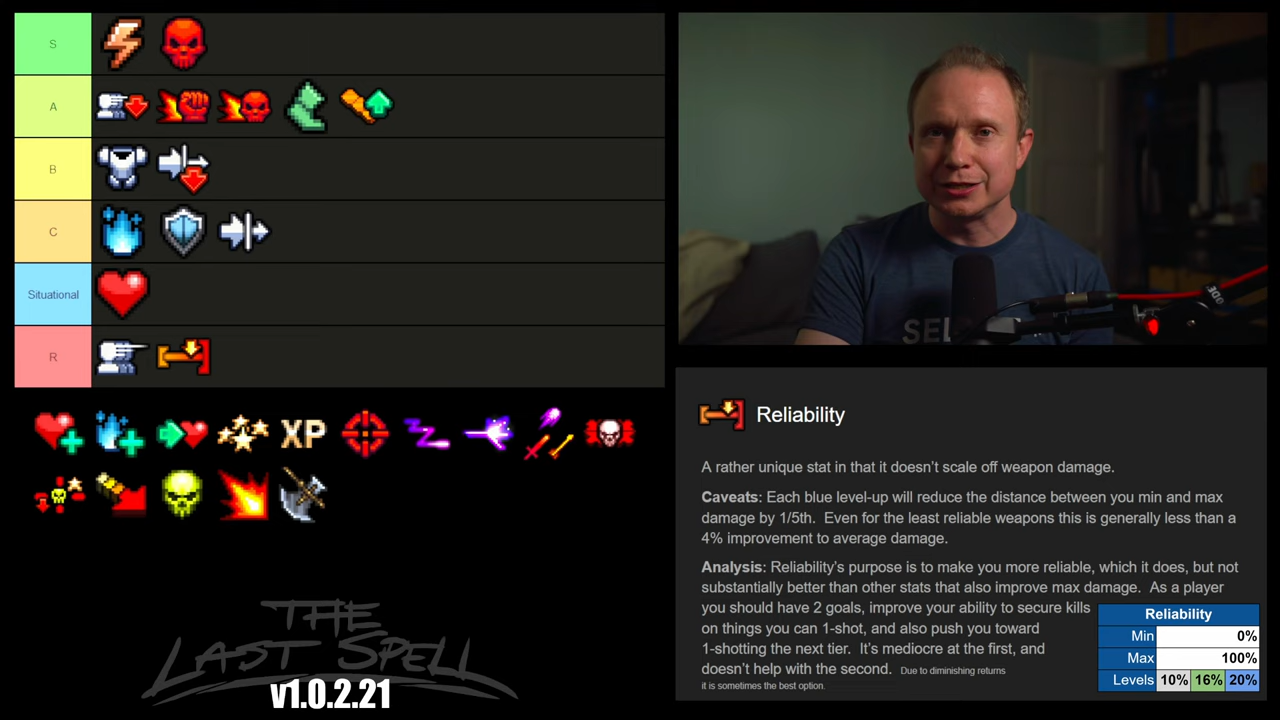 S
A
B
C
Situational
R
XP
THE
LAST SPELL
v1.0.2.21
SEL
ODE
Reliability
A rather unique stat in that it doesn't scale off weapon damage.
Caveats: Each blue level-up will reduce the distance between you min and max
damage by 1/5th. Even for the least reliable weapons this is generally less than a
4% improvement to average damage.
Analysis: Reliability's purpose is to make you more reliable, which it does, but not
substantially better than other stats that also improve max damage. As a player
you should have 2 goals, improve your ability to secure kills
on things you can 1-shot, and also push you toward
1-shotting the next tier. It's mediocre at the first, and
doesn't help with the second. Due to diminishing returns
it is sometimes the best option.
Reliability
Min 0%
Max 100%
Levels 10% 16% 20%